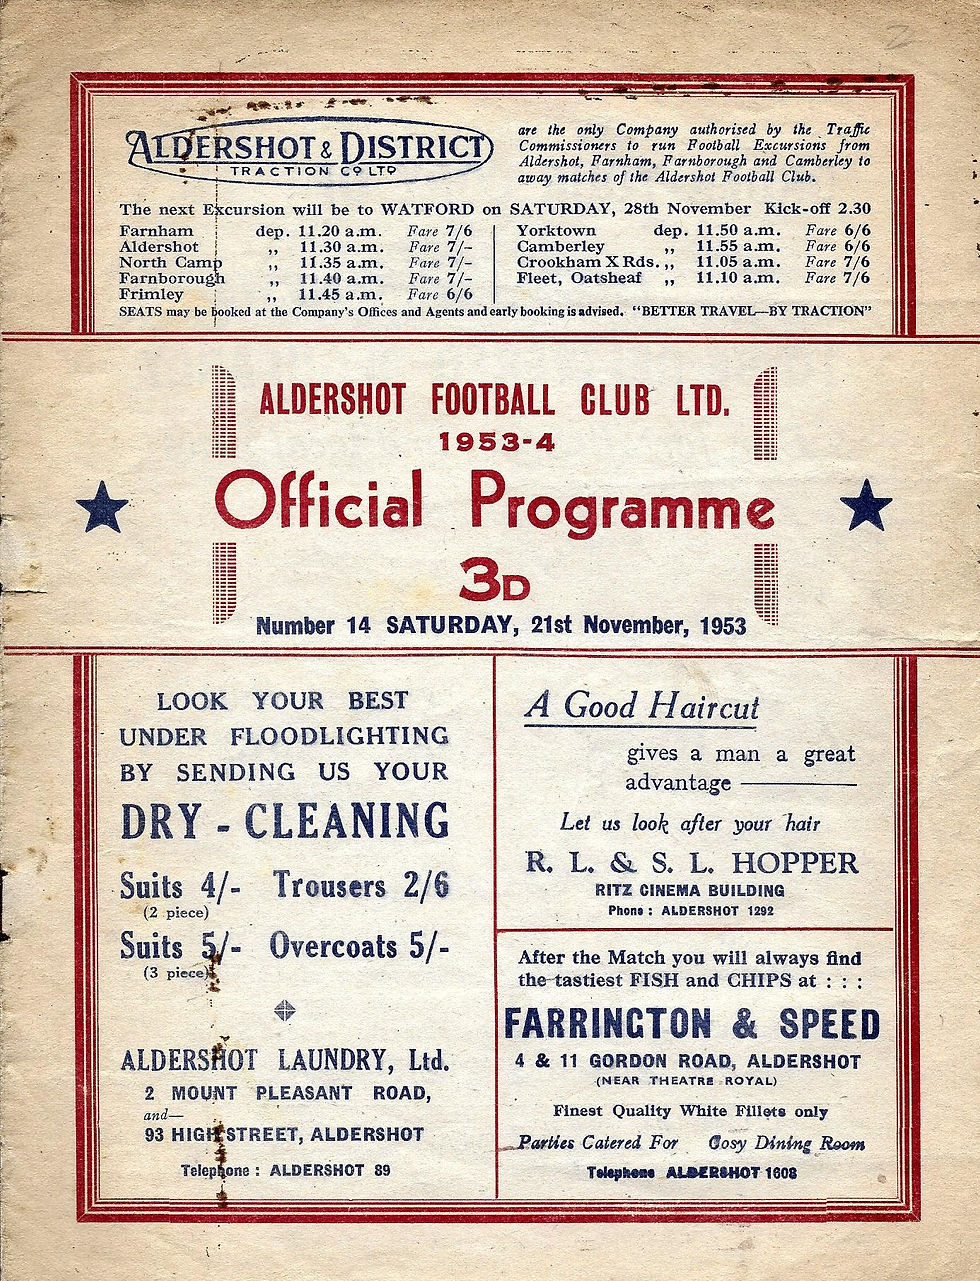 ALDERSHOT & DISTRICT
TRACTION CO LTD
are the only Company authorised by the Traffic
Commissioners to run Football Excursions from
Aldershot, Farnham, Farnborough and Camberley to
away matches of the Aldershot Football Club.
The next Excursion will be to WATFORD on SATURDAY, 28th November Kick-off 2.30
Farnham dep. 11.20 a.m. Fare 7/6
Aldershot ,, 11.30 a.m. Fare 7/-
North Camp ,, 11.35 a.m. Fare 7/-
Farnborough ,, 11.40 a.m. Fare 7/-
Frimley ,, 11.45 a.m. Fare 6/6
Yorktown dep. 11.50 a.m. Fare 6/6
Camberley ,, 11.55 a.m. Fare 6/6
Crookham X Rds. ,, 11.05 a.m. Fare 7/6
Fleet, Oatsheaf ,, 11.10 a.m. Fare 7/6
SEATS may be booked at the Company's Offices and Agents and early booking is advised. "BETTER TRAVEL—BY TRACTION"
ALDERSHOT FOOTBALL CLUB LTD.
1953-4
Official Programme
3D
Number 14 SATURDAY, 21st November, 1953
LOOK YOUR BEST
UNDER FLOODLIGHTING
BY SENDING US YOUR
DRY - CLEANING
Suits 4/- Trousers 2/6
(2 piece)
Suits 5/- Overcoats 5/-
(3 piece)
ALDERSHOT LAUNDRY, Ltd.
2 MOUNT PLEASANT ROAD,
and—
93 HIGH STREET, ALDERSHOT
Telephone : ALDERSHOT 89
A Good Haircut
gives a man a great
advantage
Let us look after your hair
R. L. & S. L. HOPPER
RITZ CINEMA BUILDING
Phone : ALDERSHOT 1292
After the Match you will always find
the tastiest FISH and CHIPS at : : :
FARRINGTON & SPEED
4 & 11 GORDON ROAD, ALDERSHOT
(NEAR THEATRE ROYAL)
Finest Quality White Fillets only
Parties Catered For Cosy Dining Room
Telephone ALDERSHOT 1608